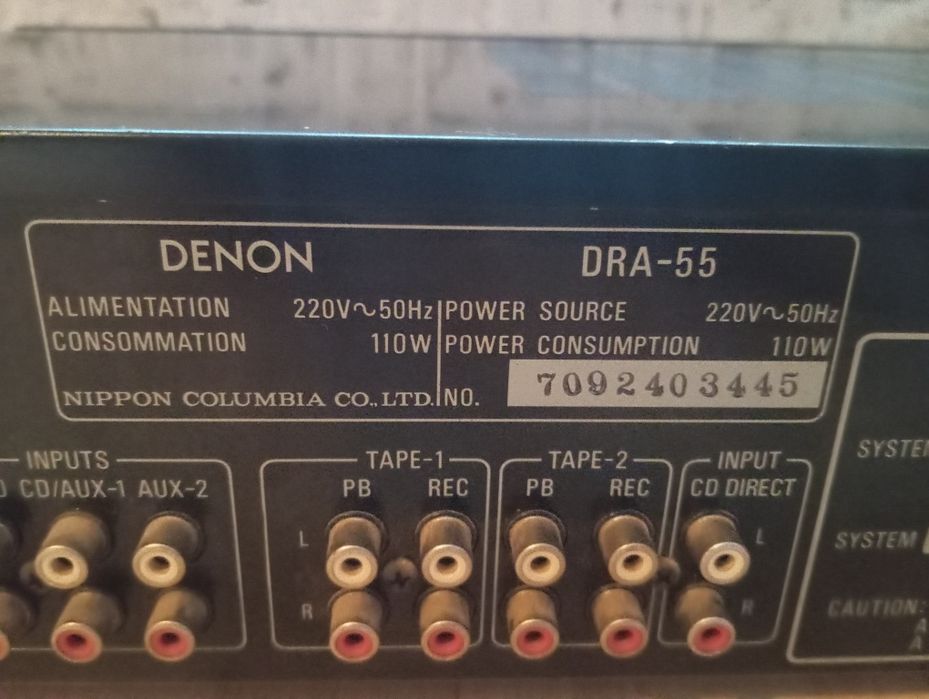 DENON DRA-55
ALIMENTATION 220V~50Hz POWER SOURCE 220V~50Hz
CONSOMMATION 110W POWER CONSUMPTION 110W
NIPPON COLUMBIA CO.,LTD. NO. 7092403445
INPUTS TAPE-1 TAPE-2 INPUT
CD/AUX-1 AUX-2 PB REC PB REC CD DIRECT
L L
R R
SYSTEM
SYSTEM
CAUTION: